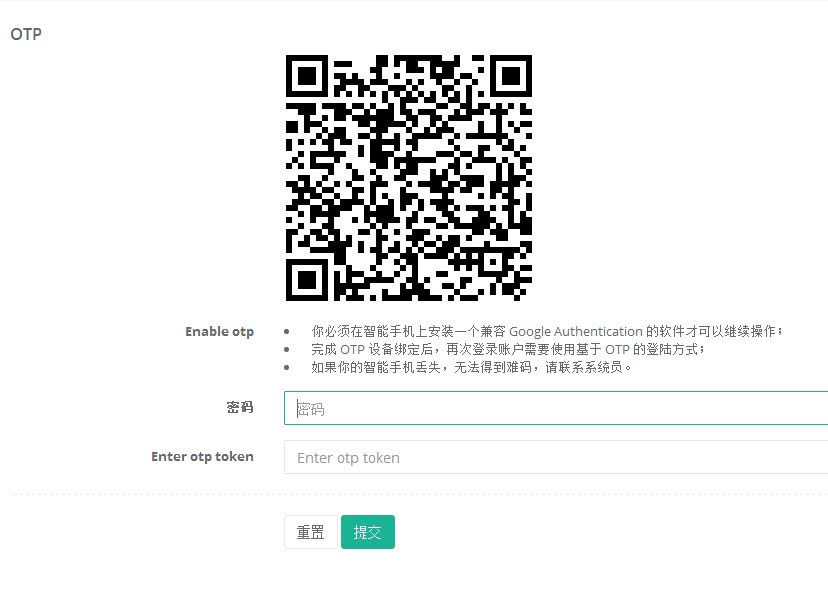 OTP
Enable otp
你必须在智能手机上安装一个兼容 Google Authentication 的软件才可以继续操作；
完成 OTP 设备绑定后，再次登录账户需要使用基于 OTP 的登陆方式；
如果你的智能手机丢失，无法得到难码，请联系系统员。
密码
密码
Enter otp token
Enter otp token
重置 提交